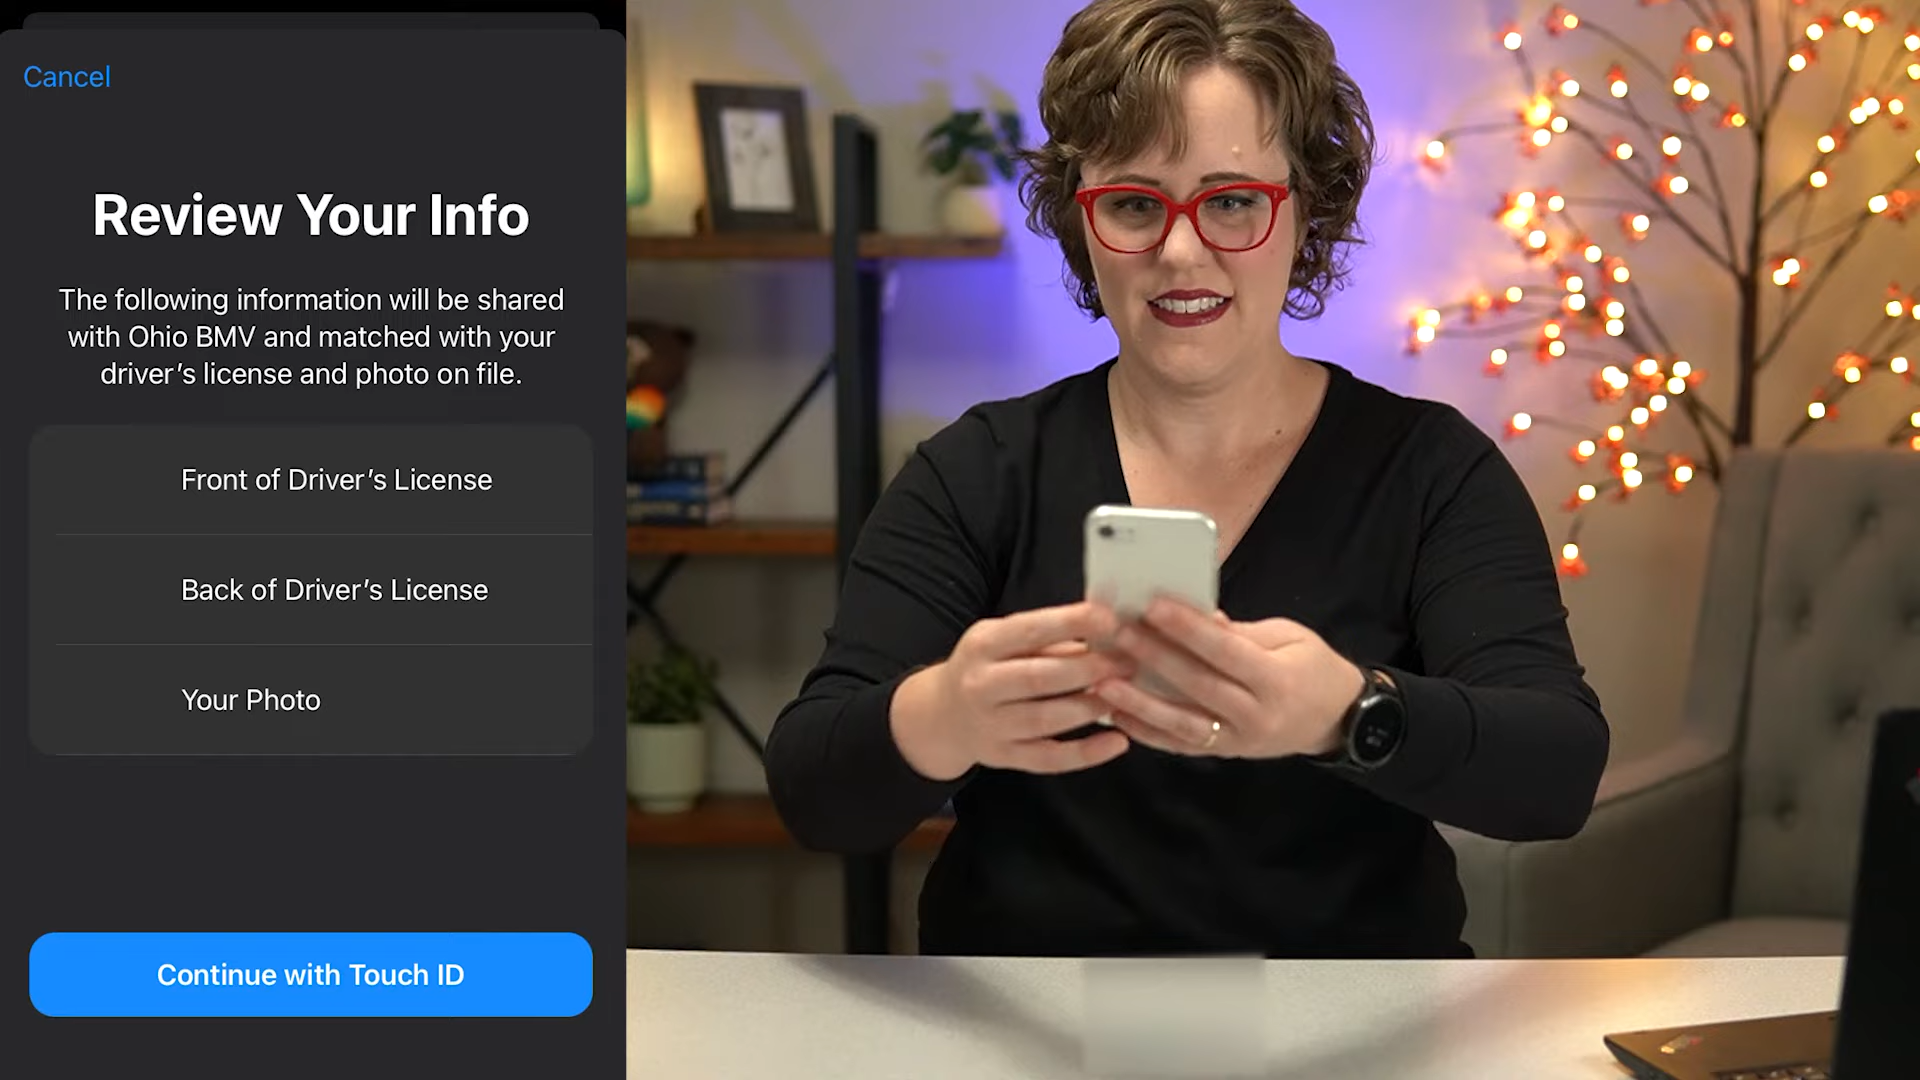 Cancel
Review Your Info
The following information will be shared
with Ohio BMV and matched with your
driver's license and photo on file.
Front of Driver's License
Back of Driver's License
Your Photo
Continue with Touch ID